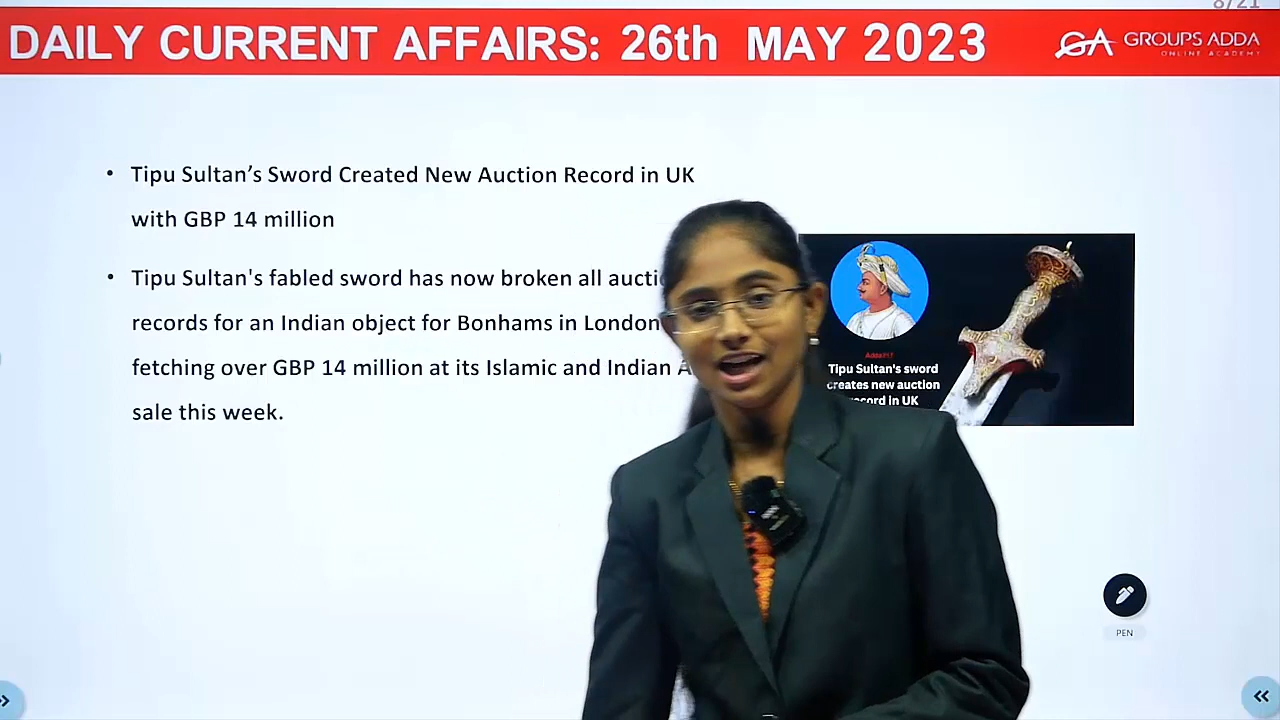 8/21
DAILY CURRENT AFFAIRS: 26th MAY 2023
GROUPS ADDA
ONLINE ACADEMY
• Tipu Sultan’s Sword Created New Auction Record in UK
with GBP 14 million
• Tipu Sultan's fabled sword has now broken all
records for an Indian object for Bonhams in London
fetching over GBP 14 million at its Islamic and Indian
sale this week.
Adda247
Tipu Sultan's sword
creates new auction
record in UK
PEN